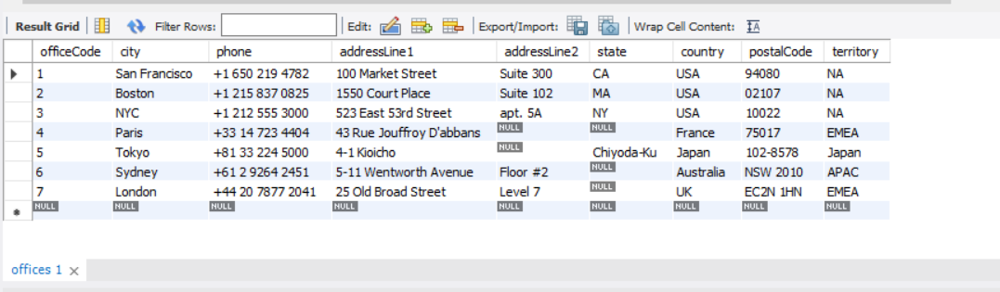 Result Grid Filter Rows: Edit: Export/Import: Wrap Cell Content: IA
officeCode city phone addressLine1 addressLine2 state country postalCode territory
1 San Francisco +1 650 219 4782 100 Market Street Suite 300 CA USA 94080 NA
2 Boston +1 215 837 0825 1550 Court Place Suite 102 MA USA 02107 NA
3 NYC +1 212 555 3000 523 East 53rd Street apt. 5A NY USA 10022 NA
4 Paris +33 14 723 4404 43 Rue Jouffroy D'abbans NULL NULL France 75017 EMEA
5 Tokyo +81 33 224 5000 4-1 Kioicho NULL Chiyoda-Ku Japan 102-8578 Japan
6 Sydney +61 2 9264 2451 5-11 Wentworth Avenue Floor #2 NULL Australia NSW 2010 APAC
7 London +44 20 7877 2041 25 Old Broad Street Level 7 NULL UK EC2N 1HN EMEA
NULL NULL NULL NULL NULL NULL NULL NULL NULL
offices 1